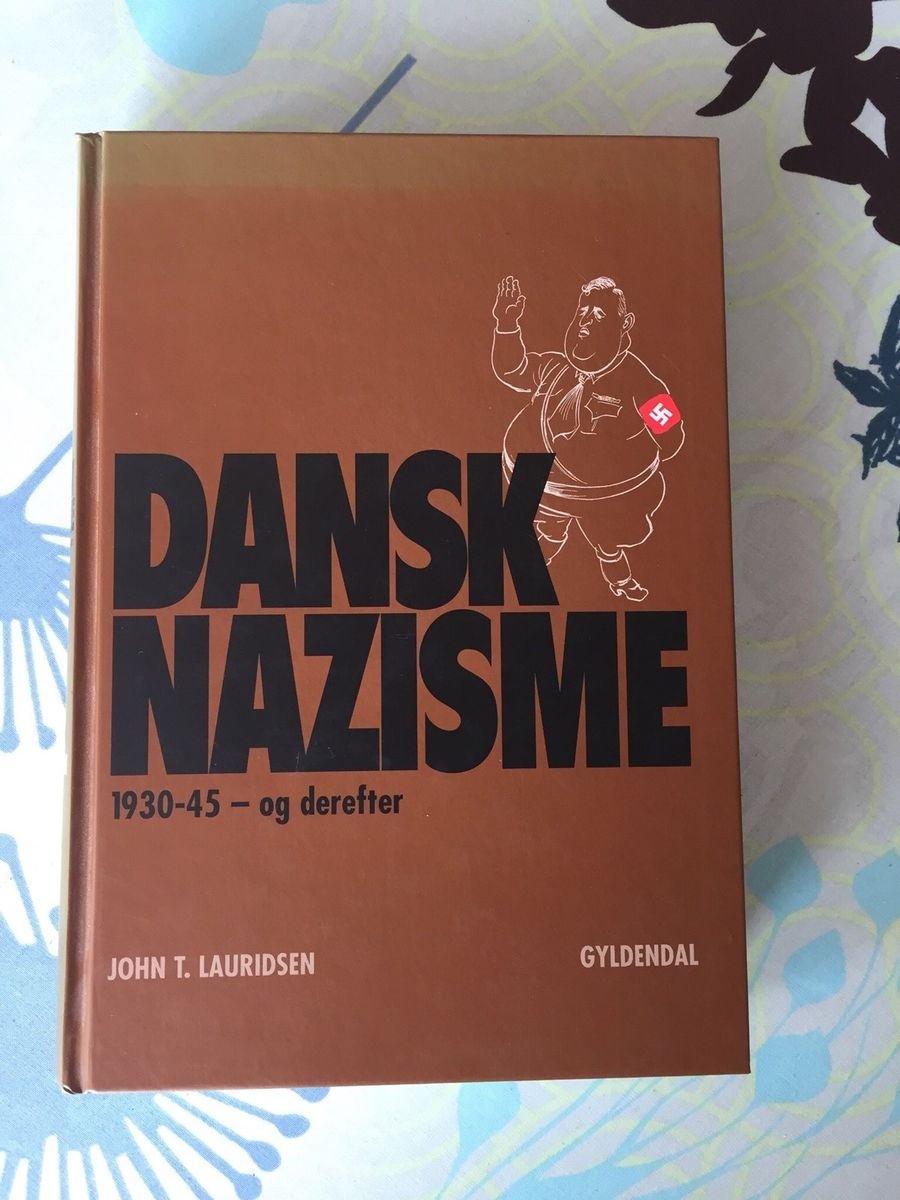 DANSK
NAZISME
1930-45 – og derefter
JOHN T. LAURIDSEN
GYLDENDAL